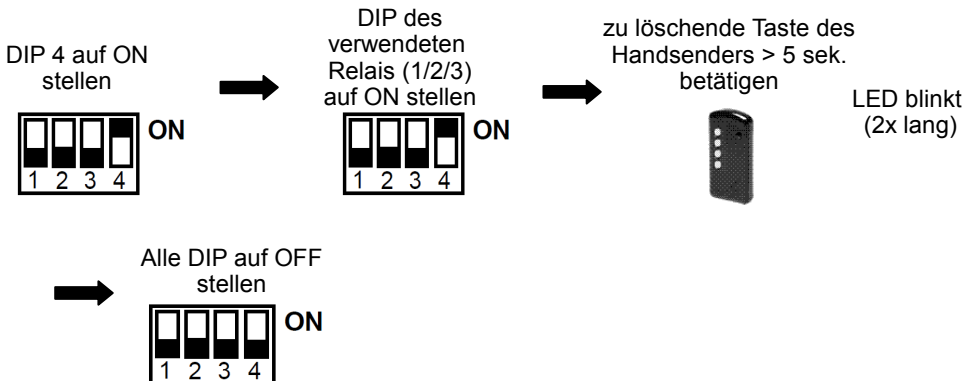 DIP 4 auf ON
stellen
ON
1 2 3 4
DIP des
verwendeten
Relais (1/2/3)
auf ON stellen
ON
1 2 3 4
zu löschende Taste des
Handsenders > 5 sek.
betätigen
LED blinkt
(2x lang)
Alle DIP auf OFF
stellen
ON
1 2 3 4